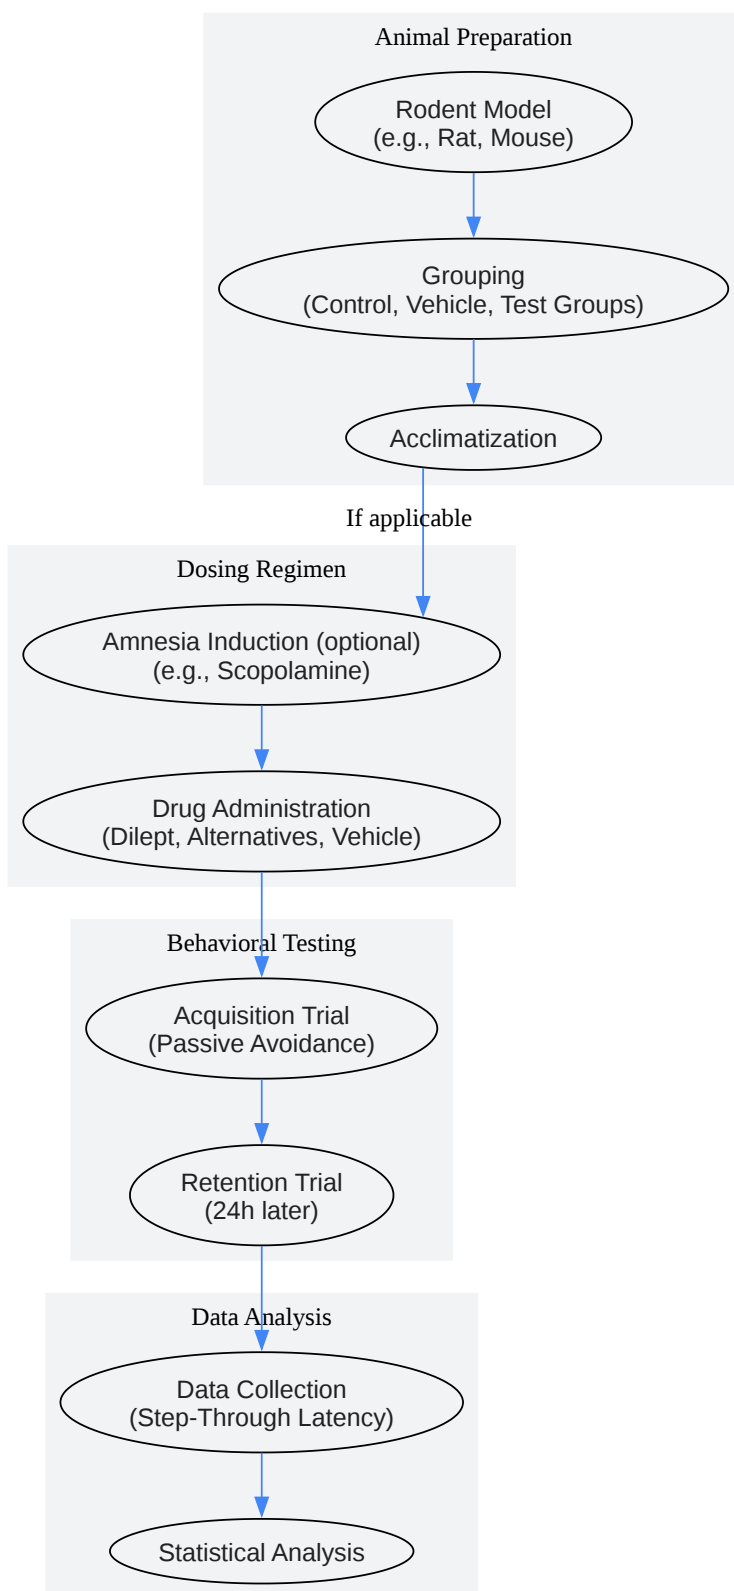 Animal Preparation
Rodent Model
(e.g., Rat, Mouse)
Grouping
(Control, Vehicle, Test Groups)
Acclimatization
If applicable
Dosing Regimen
Amnesia Induction (optional)
(e.g., Scopolamine)
Drug Administration
(Dilept, Alternatives, Vehicle)
Behavioral Testing
Acquisition Trial
(Passive Avoidance)
Retention Trial
(24h later)
Data Analysis
Data Collection
(Step-Through Latency)
Statistical Analysis